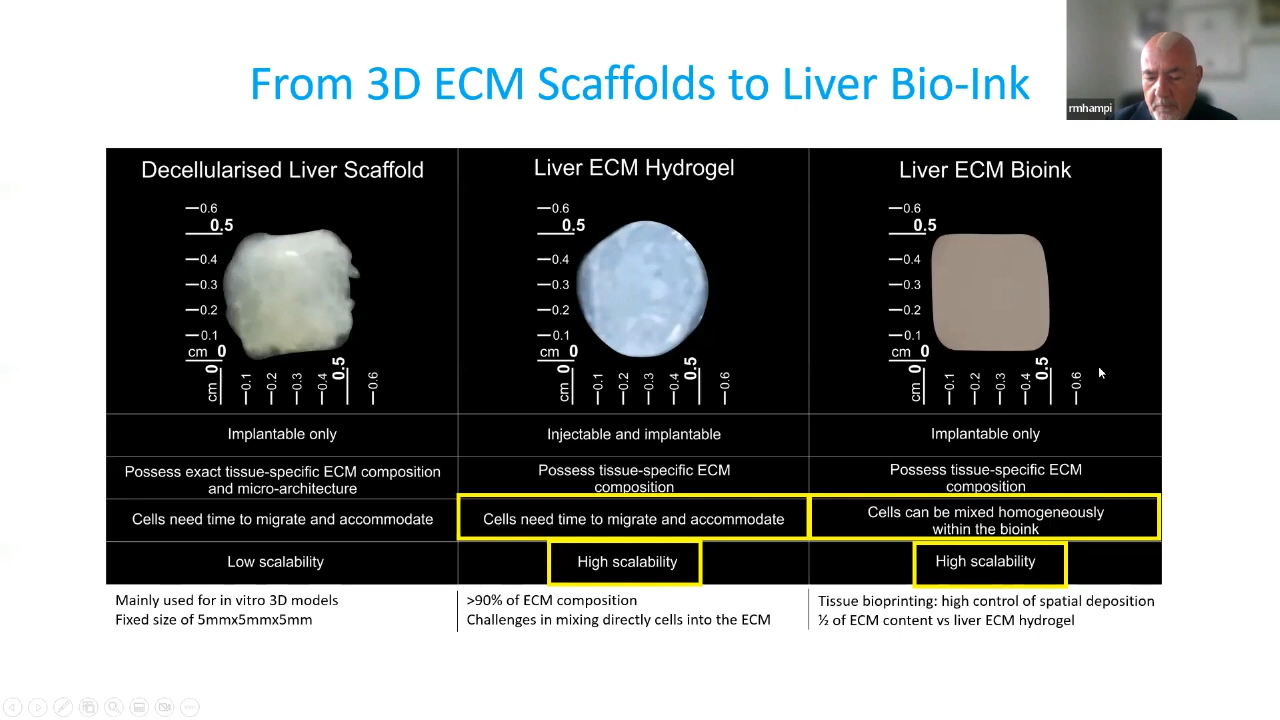 From 3D ECM Scaffolds to Liver Bio-Ink
rmhampi
Decellularised Liver Scaffold
0.6
0.5
0.4
0.3
0.2
0.1
cm 0
cm 0
0.1
0.2
0.3
0.4
0.5
0.6
Liver ECM Hydrogel
0.6
0.5
0.4
0.3
0.2
0.1
cm 0
cm 0
0.1
0.2
0.3
0.4
0.5
0.6
Liver ECM Bioink
0.6
0.5
0.4
0.3
0.2
0.1
cm 0
cm 0
0.1
0.2
0.3
0.4
0.5
0.6
Implantable only
Injectable and implantable
Implantable only
Possess exact tissue-specific ECM composition
and micro-architecture
Possess tissue-specific ECM
composition
Possess tissue-specific ECM
composition
Cells need time to migrate and accommodate
Cells need time to migrate and accommodate
Cells can be mixed homogeneously
within the bioink
Low scalability
High scalability
High scalability
Mainly used for in vitro 3D models
Fixed size of 5mmx5mmx5mm
>90% of ECM composition
Challenges in mixing directly cells into the ECM
Tissue bioprinting: high control of spatial deposition
½ of ECM content vs liver ECM hydrogel